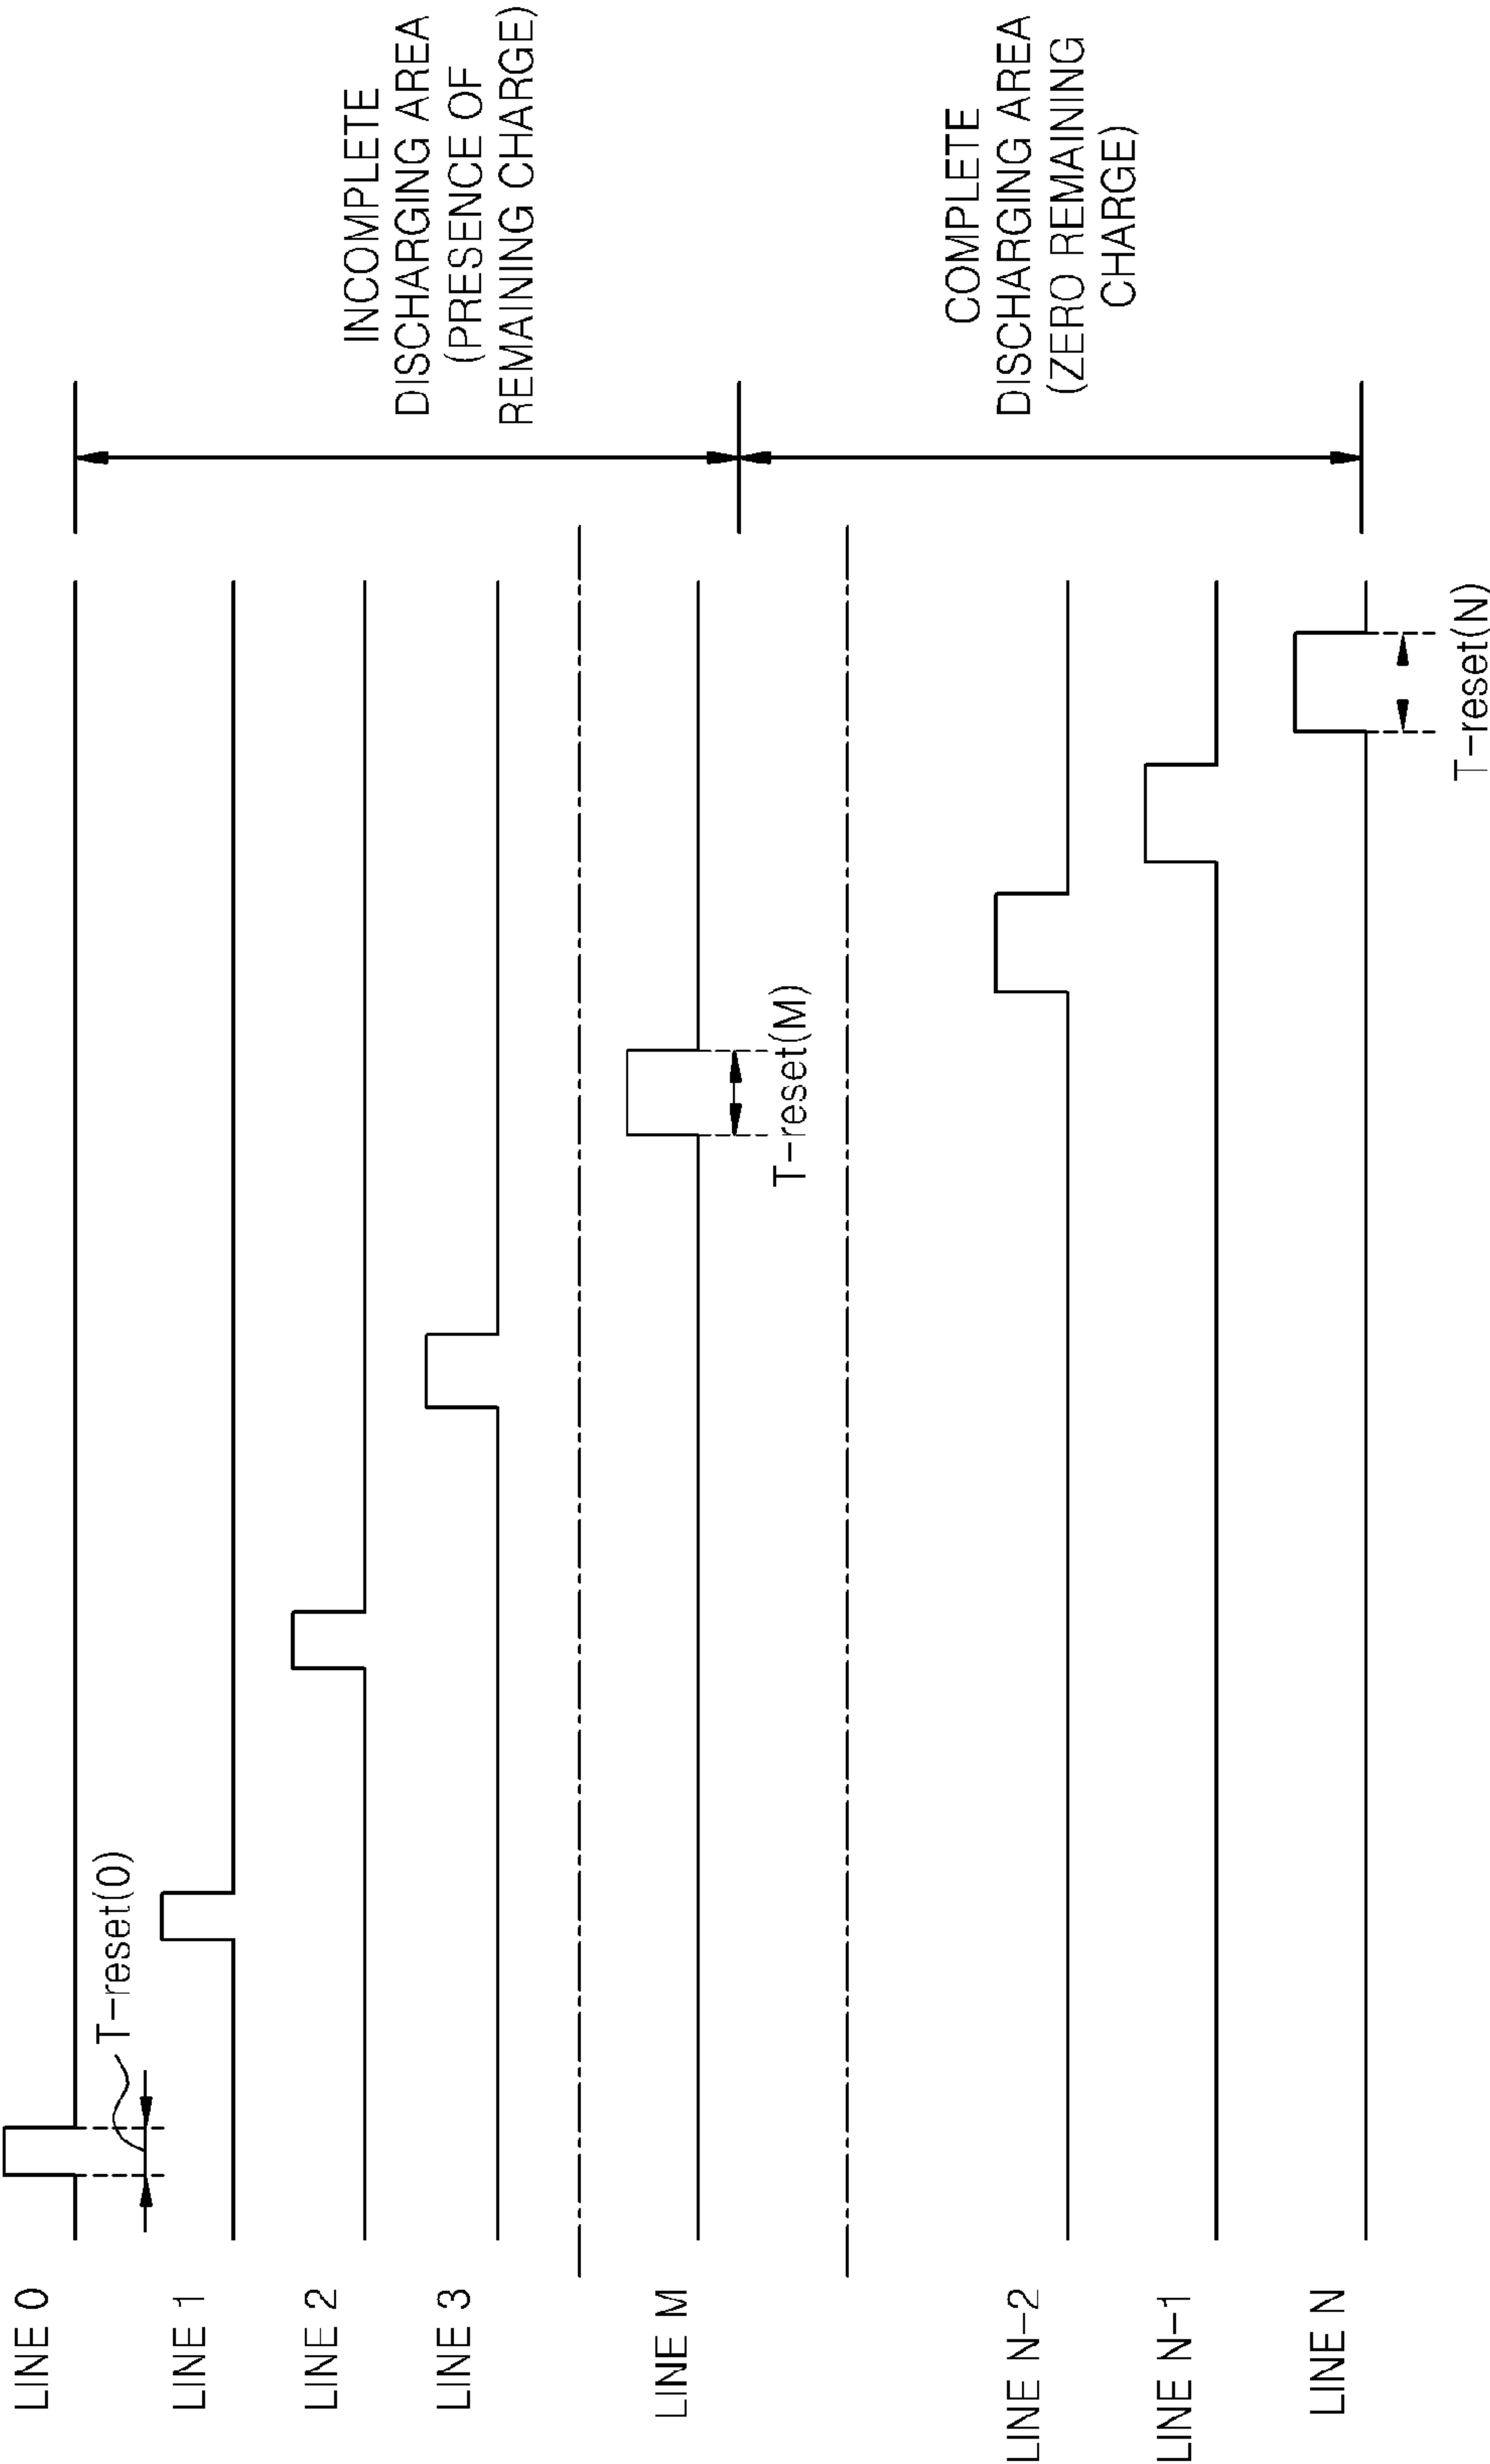 LINE 0
T-reset(0)
LINE 1
LINE 2
LINE 3
LINE M
T-reset(M)
LINE N-2
LINE N-1
LINE N
T-reset(N)
INCOMPLETE
DISCHARGING AREA
(PRESENCE OF
REMAINING CHARGE)
COMPLETE
DISCHARGING AREA
(ZERO REMAINING
CHARGE)